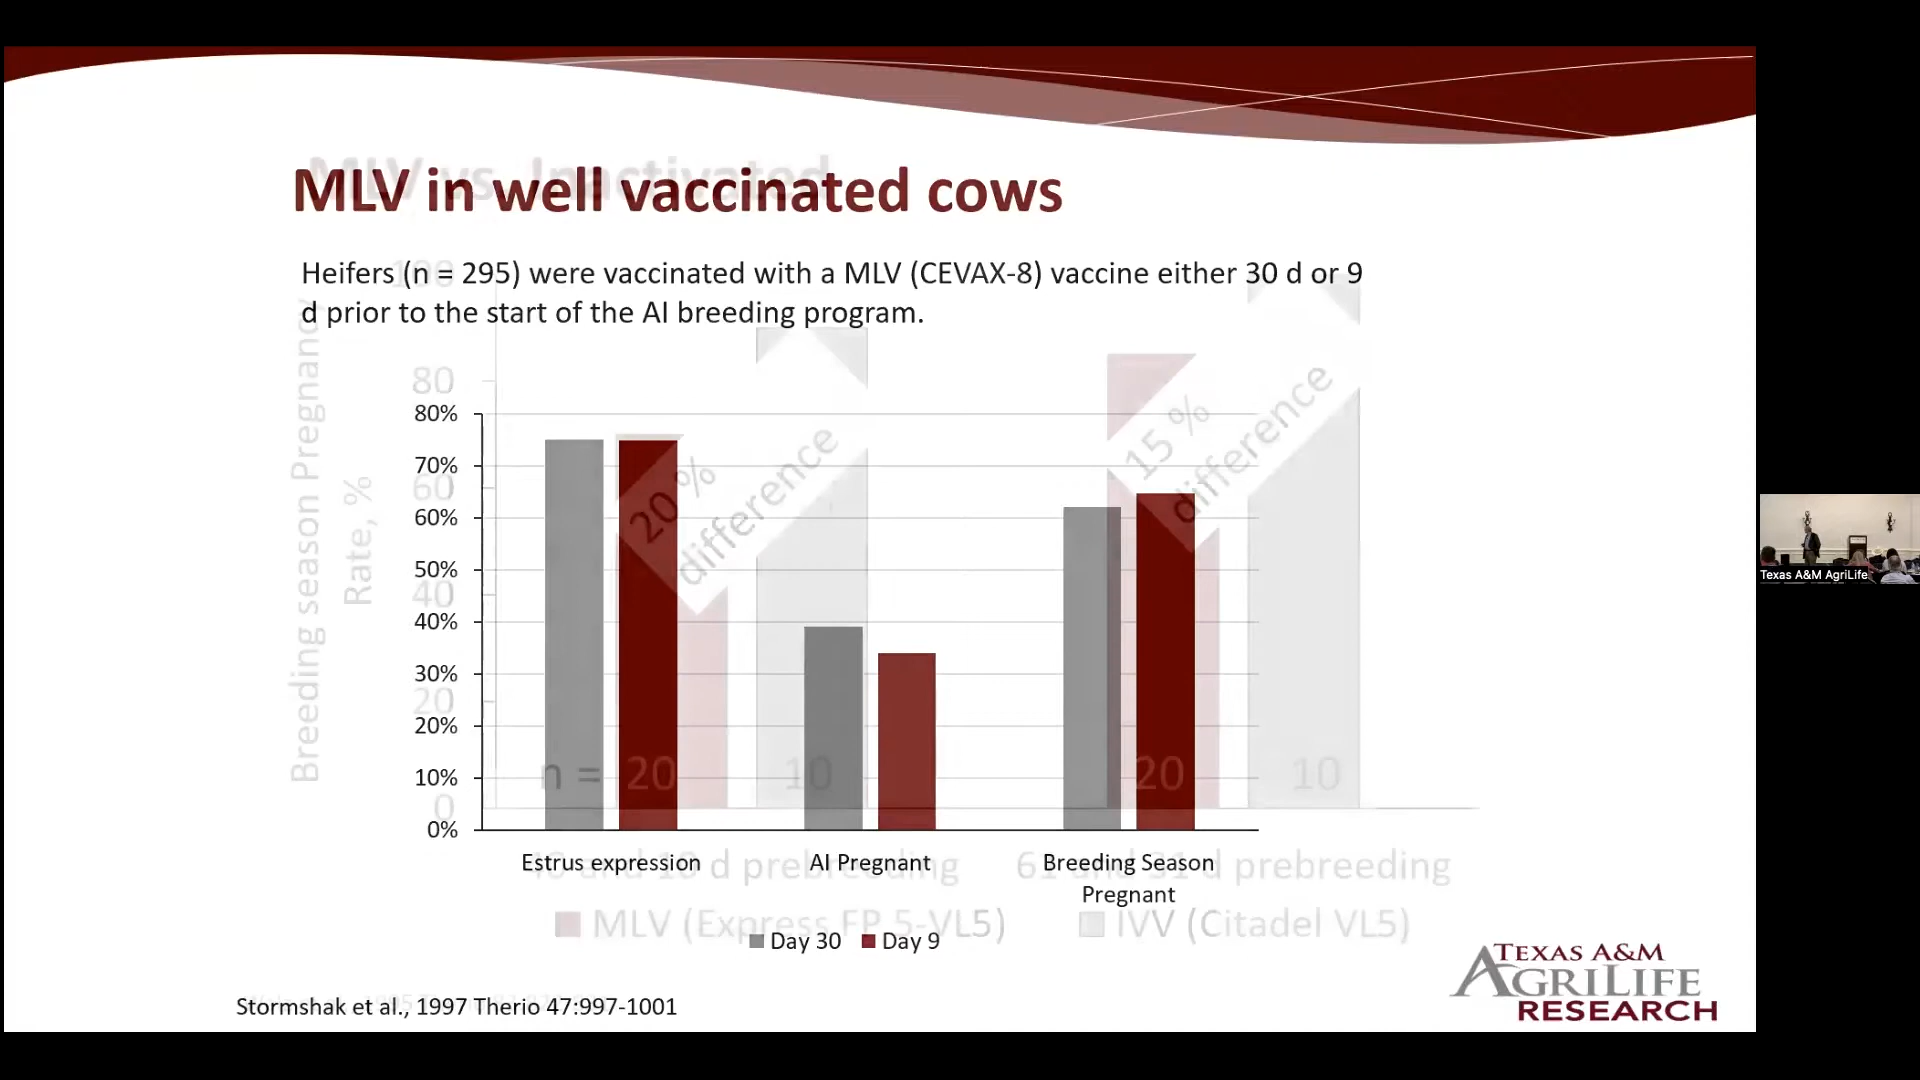 MLV vs. Inactivated
MLV in well vaccinated cows
Heifers (n = 295) were vaccinated with a MLV (CEVAX-8) vaccine either 30 d or 9
d prior to the start of the AI breeding program.
100
80
60
40
20
0
Breeding season Pregnancy
Rate, %
80%
70%
60%
50%
40%
30%
20%
10%
0%
20 %
difference
15 %
difference
n = 20 10 20 10
Estrus expression AI Pregnant Breeding Season
Pregnant
d prebreeding d prebreeding
MLV (Express FP 5-VL5) IVV (Citadel VL5)
Day 30 Day 9
Stormshak et al., 1997 Therio 47:997-1001
TEXAS A&M
AGRILIFE
RESEARCH
Texas A&M AgriLife